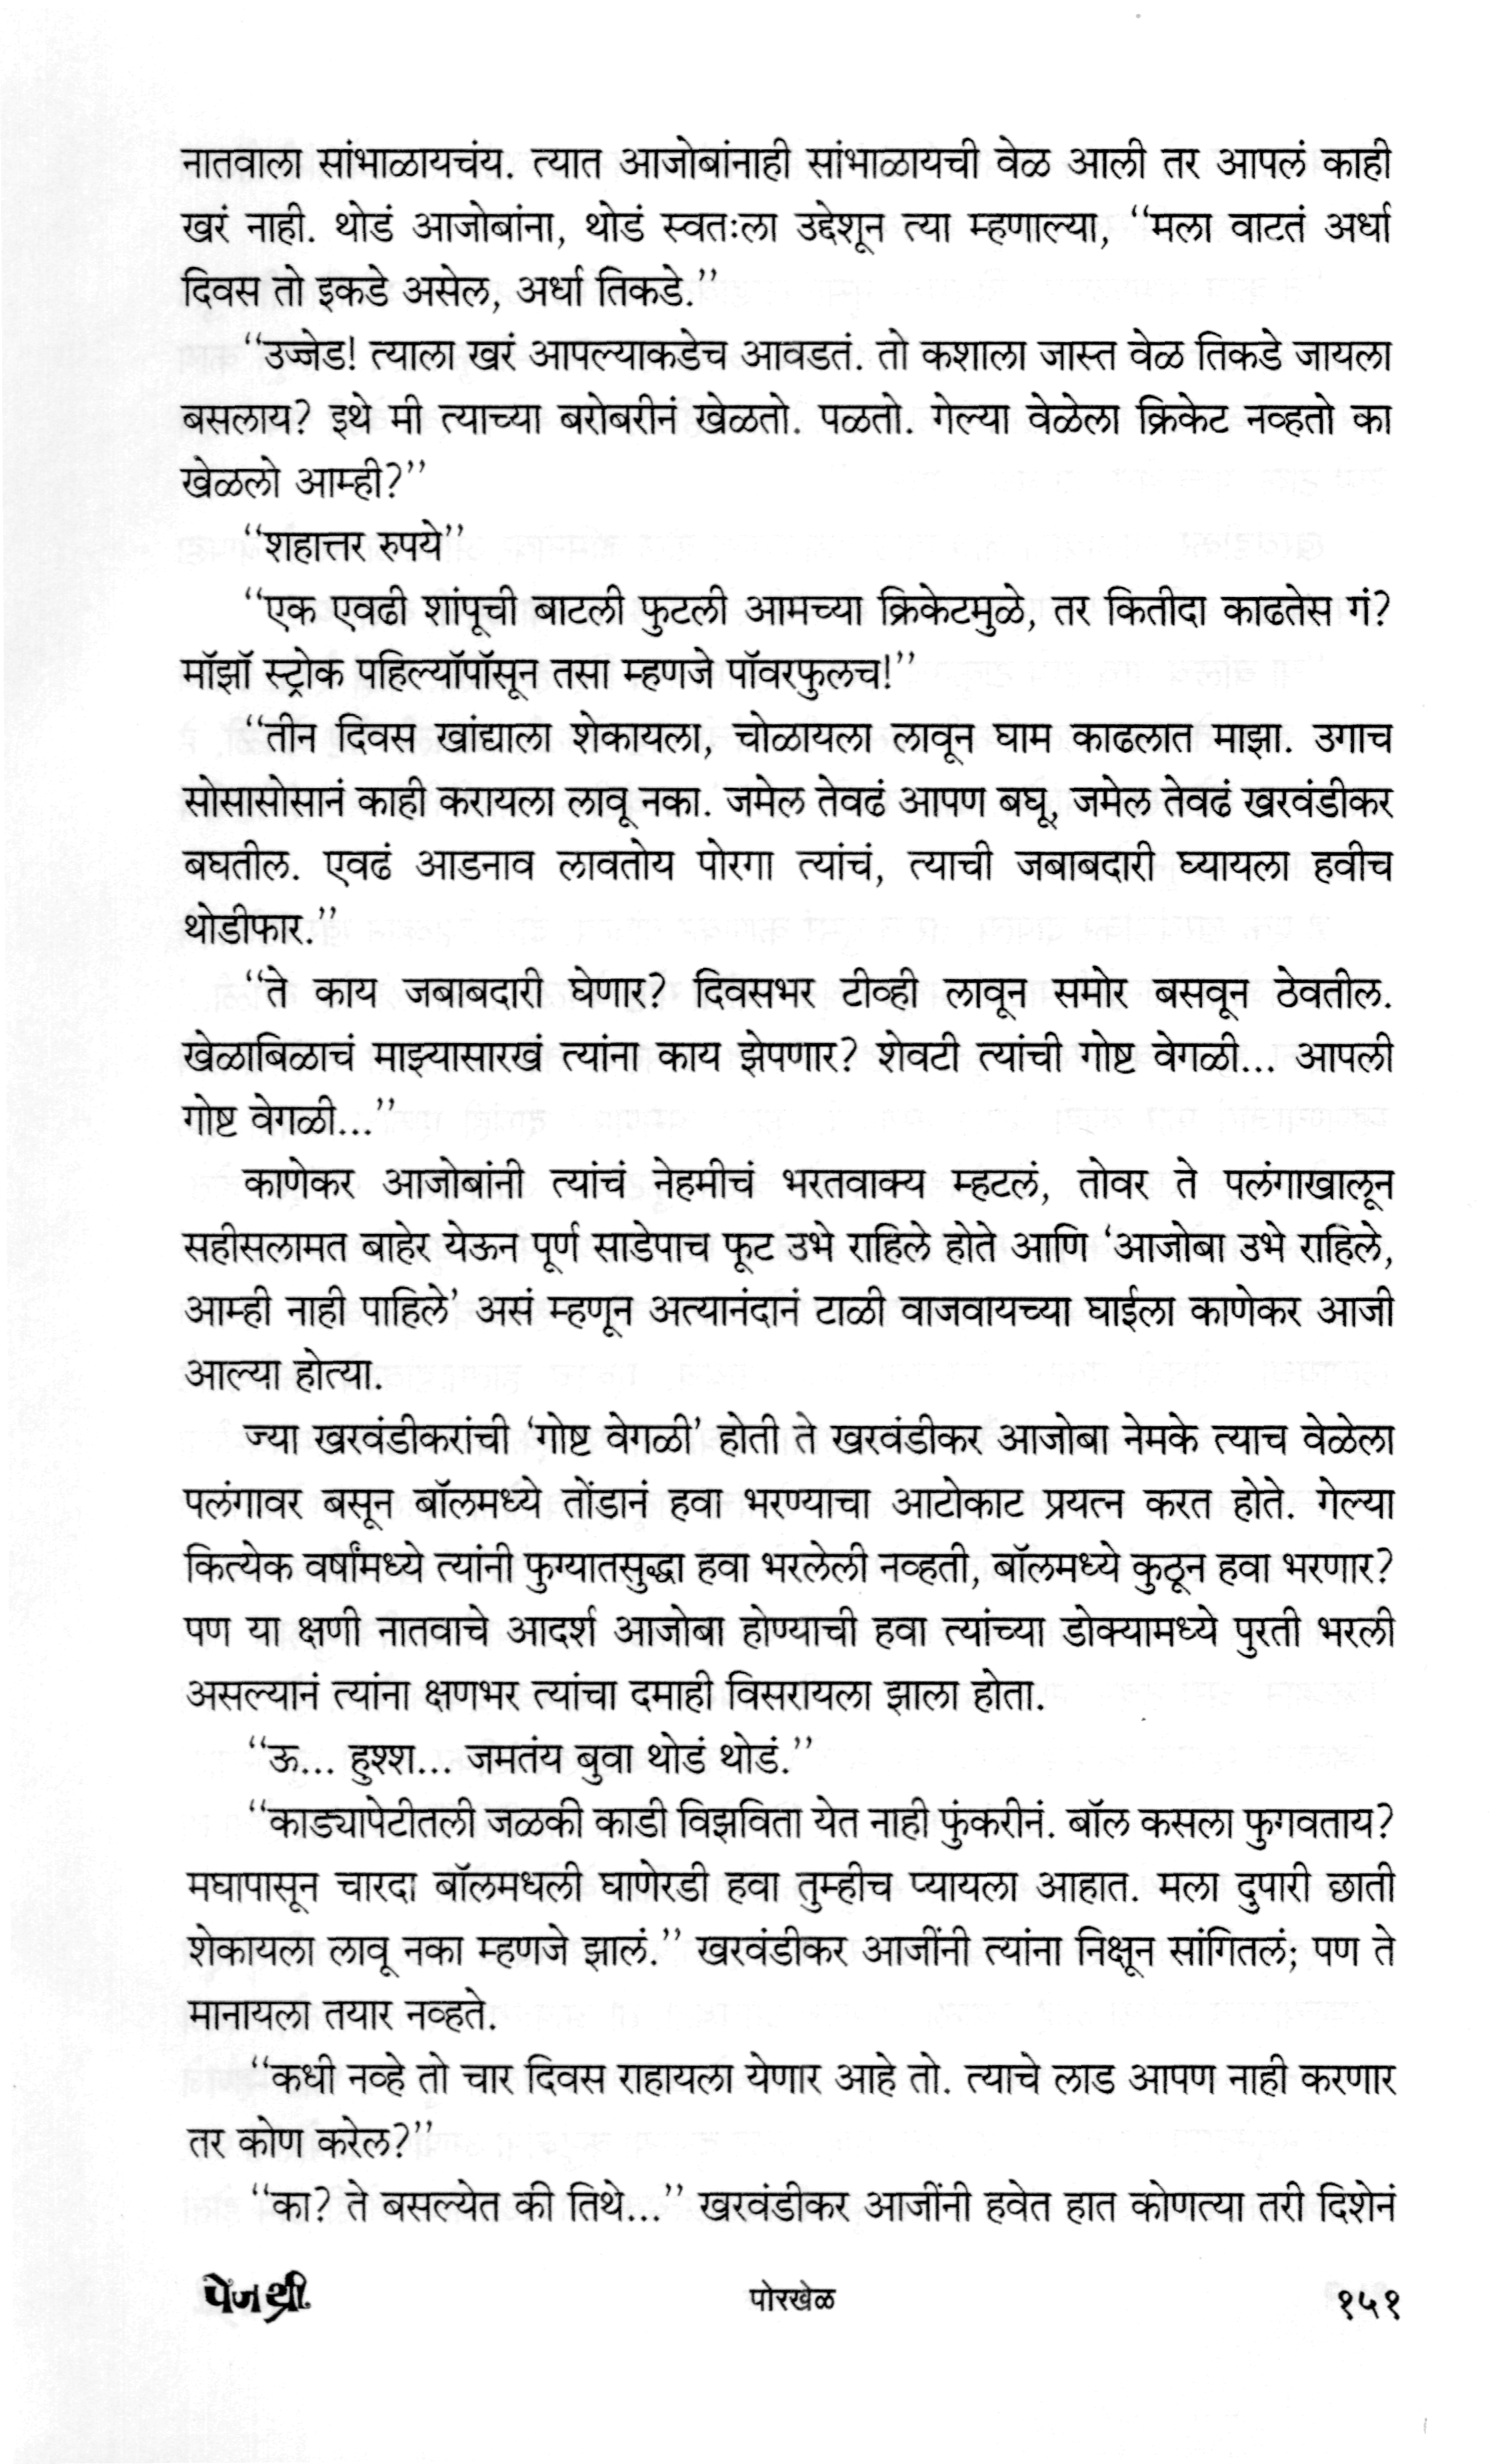 नातवाला सांभाळायचंय. त्यात आजोबांनाही सांभाळायची वेळ आली तर आपलं काही
खरं नाही. थोडं आजोबांना, थोडं स्वतःला उद्देशून त्या म्हणाल्या, “मला वाटतं अर्धा
दिवस तो इकडे असेल, अर्धा तिकडे.”
“उज्जेड! त्याला खरं आपल्याकडेच आवडतं. तो कशाला जास्त वेळ तिकडे जायला
बसलाय? इथे मी त्याच्या बरोबरीनं खेळतो. पळतो. गेल्या वेळेला क्रिकेट नव्हतो का
खेळलो आम्ही?”
“शहात्तर रुपये”
“एक एवढी शांपूची बाटली फुटली आमच्या क्रिकेटमुळे, तर कितीदा काढतेस गं?
मॉझॉ स्ट्रोक पहिल्यॉपॉसून तसा म्हणजे पॉवरफुलच!”
“तीन दिवस खांद्याला शेकायला, चोळायला लावून घाम काढलात माझा. उगाच
सोसासोसानं काही करायला लावू नका. जमेल तेवढं आपण बघू, जमेल तेवढं खरवंडीकर
बघतील. एवढं आडनाव लावतोय पोरगा त्यांचं, त्याची जबाबदारी घ्यायला हवीच
थोडीफार.”
“ते काय जबाबदारी घेणार? दिवसभर टीव्ही लावून समोर बसवून ठेवतील.
खेळाबिळाचं माझ्यासारखं त्यांना काय झेपणार? शेवटी त्यांची गोष्ट वेगळी... आपली
गोष्ट वेगळी...”
काणेकर आजोबांनी त्यांचं नेहमीचं भरतवाक्य म्हटलं, तोवर ते पलंगाखालून
सहीसलामत बाहेर येऊन पूर्ण साडेपाच फूट उभे राहिले होते आणि ‘आजोबा उभे राहिले,
आम्ही नाही पाहिले’ असं म्हणून अत्यानंदानं टाळी वाजवायच्या घाईला काणेकर आजी
आल्या होत्या.
ज्या खरवंडीकरांची ‘गोष्ट वेगळी’ होती ते खरवंडीकर आजोबा नेमके त्याच वेळेला
पलंगावर बसून बॉलमध्ये तोंडानं हवा भरण्याचा आटोकाट प्रयत्न करत होते. गेल्या
कित्येक वर्षांमध्ये त्यांनी फुग्यातसुद्धा हवा भरलेली नव्हती, बॉलमध्ये कुठून हवा भरणार?
पण या क्षणी नातवाचे आदर्श आजोबा होण्याची हवा त्यांच्या डोक्यामध्ये पुरती भरली
असल्यानं त्यांना क्षणभर त्यांचा दमाही विसरायला झाला होता.
“ऊ... हुश्श... जमतंय बुवा थोडं थोडं.”
“काड्यापेटीतली जळकी काडी विझविता येत नाही फुंकरीनं. बॉल कसला फुगवताय?
मघापासून चारदा बॉलमधली घाणेरडी हवा तुम्हीच प्यायला आहात. मला दुपारी छाती
शेकायला लावू नका म्हणजे झालं.” खरवंडीकर आजींनी त्यांना निक्षून सांगितलं; पण ते
मानायला तयार नव्हते.
“कधी नव्हे तो चार दिवस राहायला येणार आहे तो. त्याचे लाड आपण नाही करणार
तर कोण करेल?”
“का? ते बसल्येत की तिथे...” खरवंडीकर आजींनी हवेत हात कोणत्या तरी दिशेनं
पेज थ्री. पोरखेळ १५१